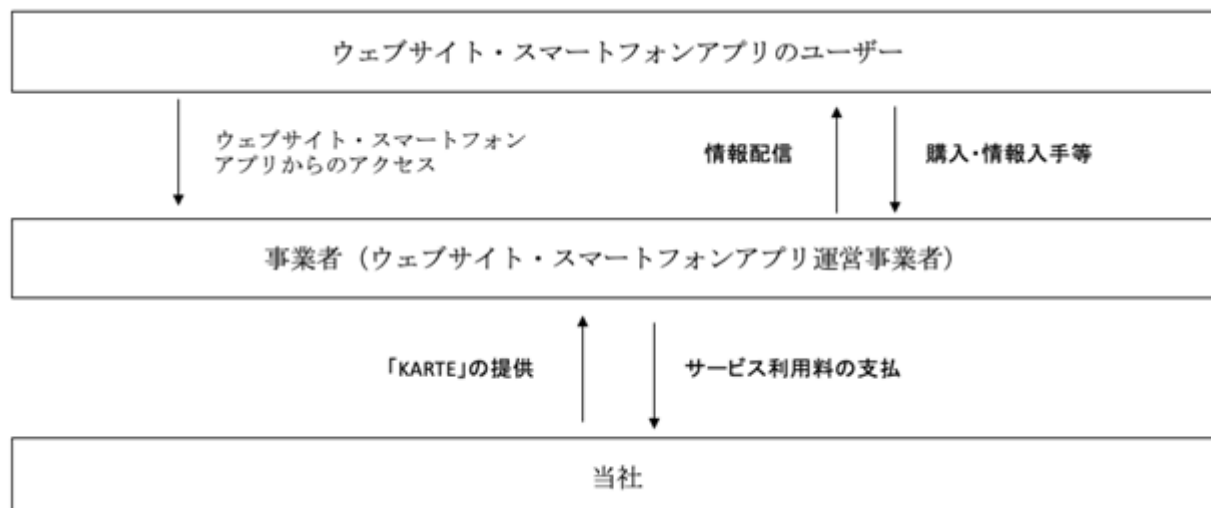 ウェブサイト・スマートフォンアプリのユーザー
ウェブサイト・スマートフォン
アプリからのアクセス
情報配信
購入・情報入手等
事業者（ウェブサイト・スマートフォンアプリ運営事業者）
「KARTE」の提供
サービス利用料の支払
当社